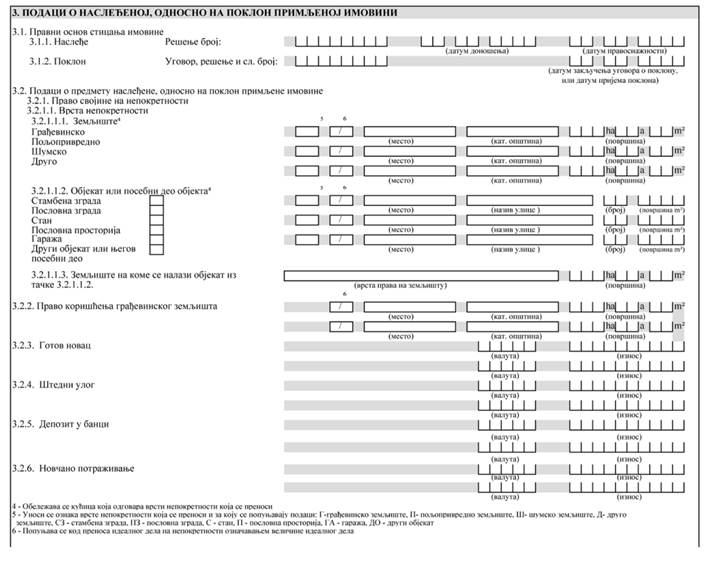 3. ПОДАЦИ О НАСЛЕЂЕНОЈ, ОДНОСНО НА ПОКЛОН ПРИМЉЕНОЈ ИМОВИНИ
3.1. Правни основ стицања имовине
3.1.1. Наслеђе Решење број:
(датум доношења) (датум правоснажности)
3.1.2. Поклон Уговор, решење и сл. број:
(датум закључења уговора о поклону,
или датум пријема поклона)
3.2. Подаци о предмету наслеђене, односно на поклон примљене имовине
3.2.1. Право својине на непокретности
3.2.1.1. Врста непокретности
3.2.1.1.1. Земљиште⁴ 5 6
Грађевинско / ha a m²
Пољопривредно (место) (кат. општина) (површина)
Шумско / ha a m²
Друго (место) (кат. општина) (површина)
/ ha a m²
(место) (кат. општина) (површина)
3.2.1.1.2. Објекат или посебни део објекта⁴ 5 6
Стамбена зграда /
Пословна зграда (место) (назив улице ) (број) (површина m²)
Стан /
Пословна просторија (место) (назив улице ) (број) (површина m²)
Гаража /
Други објекат или његов (место) (назив улице ) (број) (површина m²)
посебни део
3.2.1.1.3. Земљиште на коме се налази објекат из ha a m²
тачке 3.2.1.1.2. (врста права на земљишту) (површина)
6
3.2.2. Право коришћења грађевинског земљишта / ha a m²
(место) (кат. општина) (површина)
/ ha a m²
(место) (кат. општина) (површина)
3.2.3. Готов новац
(валута) (износ)
(валута) (износ)
3.2.4. Штедни улог
(валута) (износ)
(валута) (износ)
3.2.5. Депозит у банци
(валута) (износ)
(валута) (износ)
3.2.6. Новчано потраживање
(валута) (износ)
(валута) (износ)
4 - Обележава се кућица која одговара врсти непокретности која се преноси
5 - Уноси се ознака врсте непокретности која се преноси и за коју се попуњавају подаци: Г-грађевинско земљиште, П- пољопривредно земљиште, Ш- шумско земљиште, Д- друго
земљиште, СЗ - стамбена зграда, ПЗ - пословна зграда, С - стан, П - пословна просторија, ГА - гаража, ДО - други објекат
6 - Попуњава се код преноса идеалног дела на непокретности означавањем величине идеалног дела